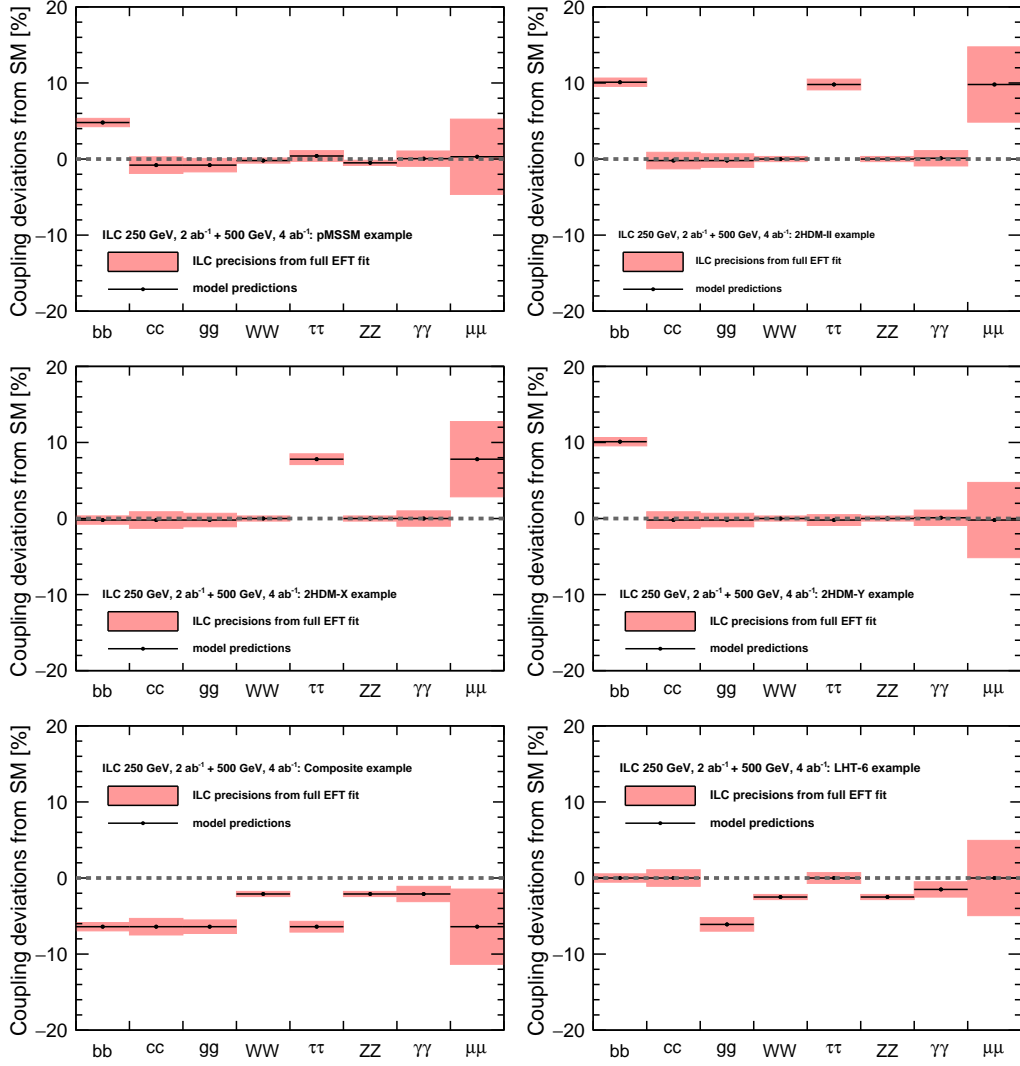 Coupling deviations from SM [%]
20
10
0
−10
−20
ILC 250 GeV, 2 ab⁻¹ + 500 GeV, 4 ab⁻¹: pMSSM example
ILC precisions from full EFT fit
model predictions
bb cc gg WW ττ ZZ γγ μμ
Coupling deviations from SM [%]
20
10
0
−10
−20
ILC 250 GeV, 2 ab⁻¹ + 500 GeV, 4 ab⁻¹: 2HDM-II example
ILC precisions from full EFT fit
model predictions
bb cc gg WW ττ ZZ γγ μμ
Coupling deviations from SM [%]
20
10
0
−10
−20
ILC 250 GeV, 2 ab⁻¹ + 500 GeV, 4 ab⁻¹: 2HDM-X example
ILC precisions from full EFT fit
model predictions
bb cc gg WW ττ ZZ γγ μμ
Coupling deviations from SM [%]
20
10
0
−10
−20
ILC 250 GeV, 2 ab⁻¹ + 500 GeV, 4 ab⁻¹: 2HDM-Y example
ILC precisions from full EFT fit
model predictions
bb cc gg WW ττ ZZ γγ μμ
Coupling deviations from SM [%]
20
10
0
−10
−20
ILC 250 GeV, 2 ab⁻¹ + 500 GeV, 4 ab⁻¹: Composite example
ILC precisions from full EFT fit
model predictions
bb cc gg WW ττ ZZ γγ μμ
Coupling deviations from SM [%]
20
10
0
−10
−20
ILC 250 GeV, 2 ab⁻¹ + 500 GeV, 4 ab⁻¹: LHT-6 example
ILC precisions from full EFT fit
model predictions
bb cc gg WW ττ ZZ γγ μμ